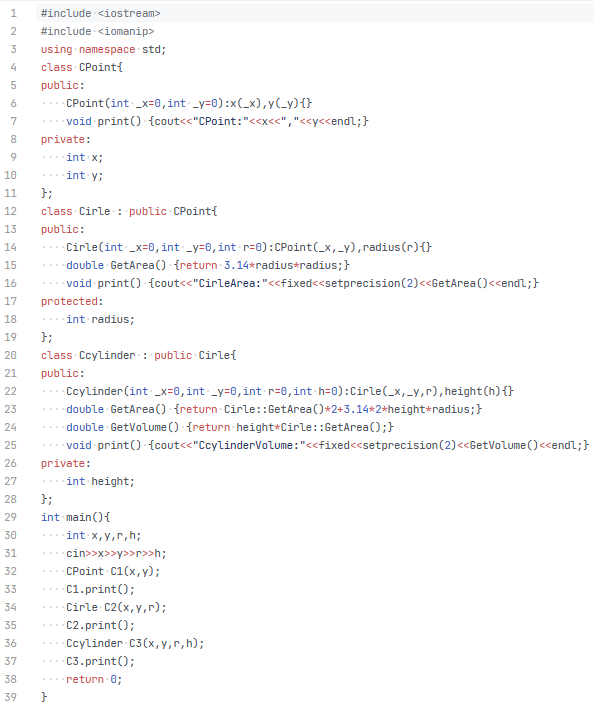 1 #include <iostream>
2 #include <iomanip>
3 using namespace std;
4 class CPoint{
5 public:
6     CPoint(int _x=0,int _y=0):x(_x),y(_y){}
7     void print() {cout<<"CPoint:"<<x<<","<<y<<endl;}
8 private:
9     int x;
10     int y;
11 };
12 class Cirle : public CPoint{
13 public:
14     Cirle(int _x=0,int _y=0,int r=0):CPoint(_x,_y),radius(r){}
15     double GetArea() {return 3.14*radius*radius;}
16     void print() {cout<<"CirleArea:"<<fixed<<setprecision(2)<<GetArea()<<endl;}
17 protected:
18     int radius;
19 };
20 class Ccylinder : public Cirle{
21 public:
22     Ccylinder(int _x=0,int _y=0,int r=0,int h=0):Cirle(_x,_y,r),height(h){}
23     double GetArea() {return Cirle::GetArea()*2+3.14*2*height*radius;}
24     double GetVolume() {return height*Cirle::GetArea();}
25     void print() {cout<<"CcylinderVolume:"<<fixed<<setprecision(2)<<GetVolume()<<endl;}
26 private:
27     int height;
28 };
29 int main(){
30     int x,y,r,h;
31     cin>>x>>y>>r>>h;
32     CPoint C1(x,y);
33     C1.print();
34     Cirle C2(x,y,r);
35     C2.print();
36     Ccylinder C3(x,y,r,h);
37     C3.print();
38     return 0;
39 }